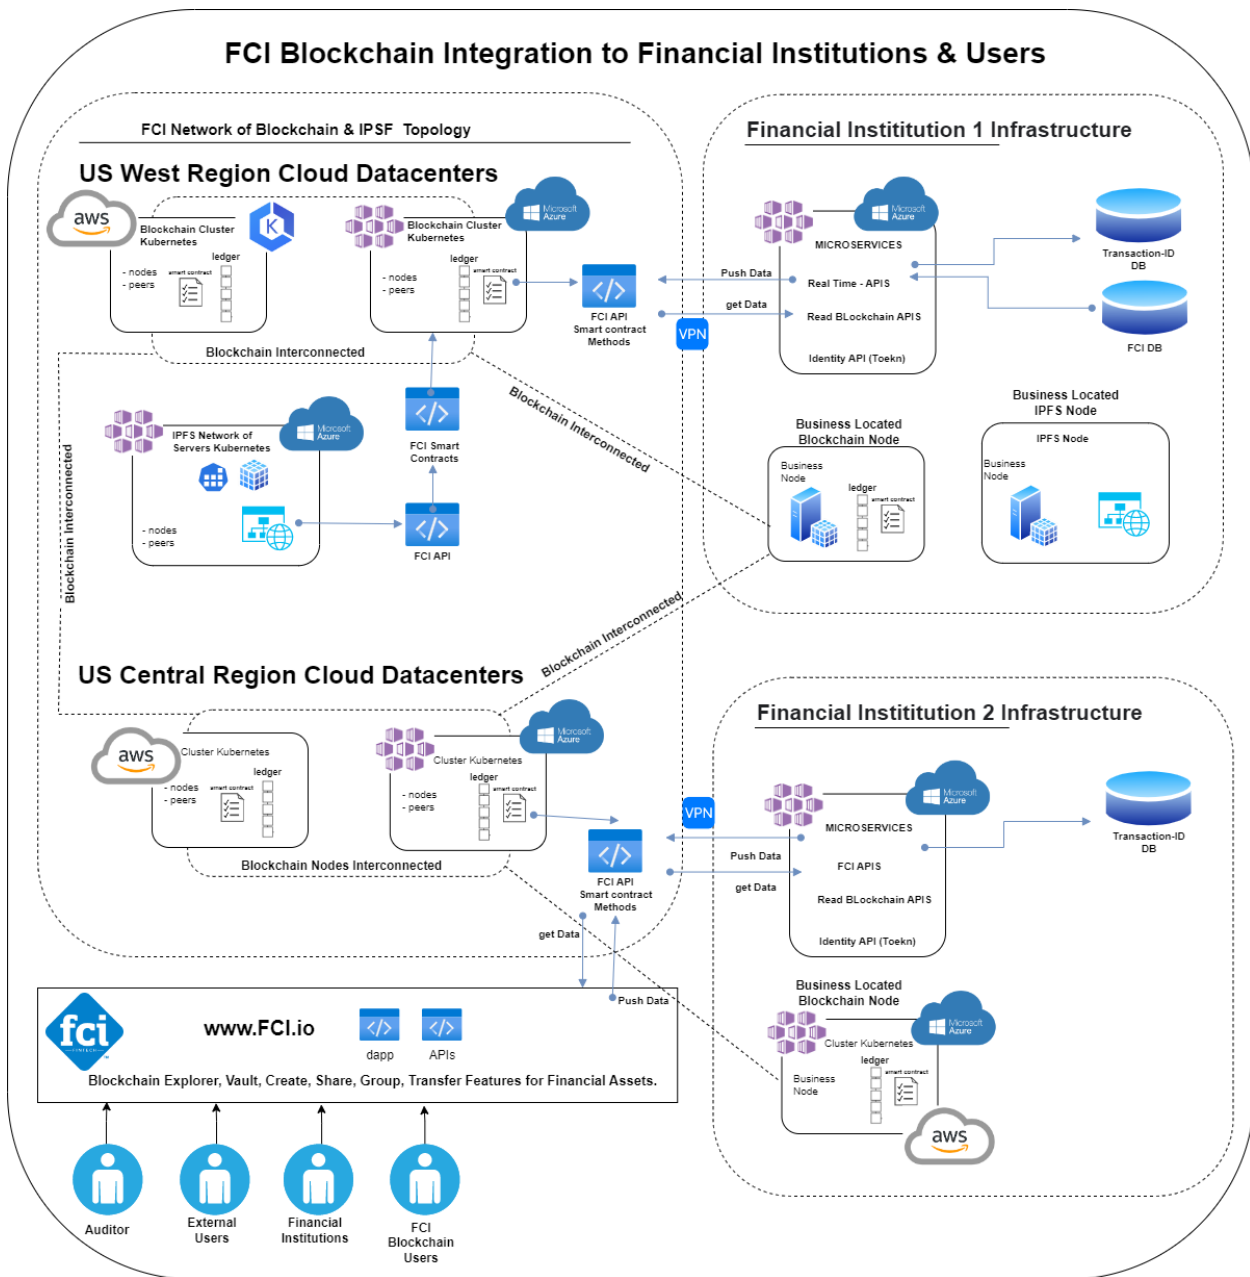 FCI Blockchain Integration to Financial Institutions & Users
FCI Network of Blockchain & IPSF Topology
US West Region Cloud Datacenters
aws
Blockchain Cluster
Kubernetes
K
- nodes
- peers
smart contract
ledger
Blockchain Cluster
Kubernetes
Microsoft
Azure
- nodes
- peers
ledger
smart contract
Blockchain Interconnected
FCI API
Smart contract
Methods
Push Data
get Data
VPN
IPFS Network of
Servers Kubernetes
Microsoft
Azure
- nodes
- peers
FCI Smart
Contracts
FCI API
Blockchain Interconnected
Blockchain Interconnected
Blockchain Interconnected
Financial Instititution 1 Infrastructure
Microsoft
Azure
MICROSERVICES
Real Time - APIS
Read BLockchain APIS
Identity API (Toekn)
Transaction-ID
DB
FCI DB
Business Located
Blockchain Node
Business
Node
ledger
smart contract
Business Located
IPFS Node
IPFS Node
Business
Node
US Central Region Cloud Datacenters
aws
Cluster Kubernetes
- nodes
- peers
smart contract
ledger
Microsoft
Azure
Cluster Kubernetes
- nodes
- peers
ledger
smart contract
Blockchain Nodes Interconnected
FCI API
Smart contract
Methods
VPN
Push Data
get Data
get Data
Push Data
Financial Instititution 2 Infrastructure
Microsoft
Azure
MICROSERVICES
FCI APIS
Read BLockchain APIS
Identity API (Toekn)
Transaction-ID
DB
Business Located
Blockchain Node
Microsoft
Azure
Cluster Kubernetes
Business
Node
ledger
smart contract
aws
fci
FINTECH
www.FCI.io
dapp
APIs
Blockchain Explorer, Vault, Create, Share, Group, Transfer Features for Financial Assets.
Auditor
External
Users
Financial
Institutions
FCI
Blockchain
Users